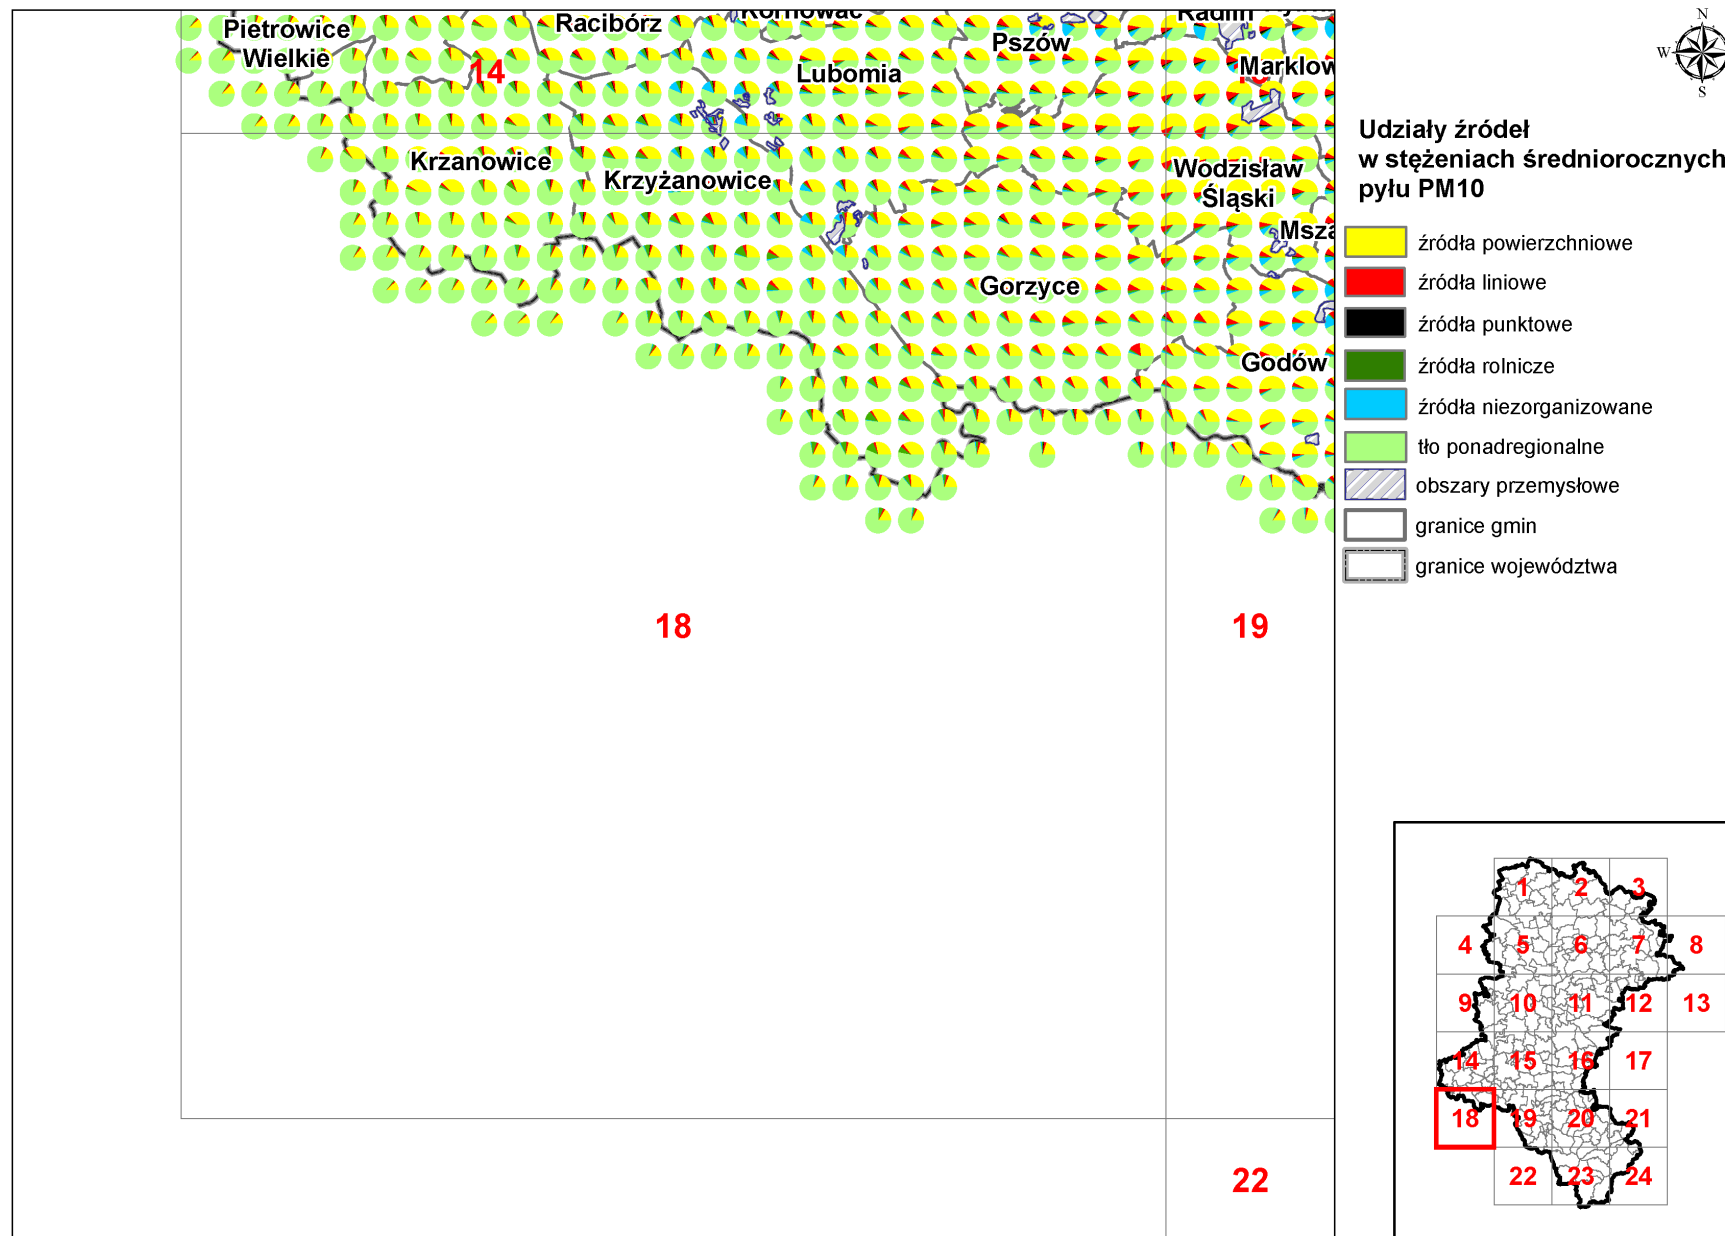 Pietrowice
Wielkie
Racibórz
Kornowac
Pszów
Radlin
Lubomia
Marklow
14
Krzanowice
Krzyżanowice
Wodzisław
Śląski
Msza
Gorzyce
Godów
18
19
22
N
W
S
Udziały źródeł
w stężeniach średniorocznych
pyłu PM10
źródła powierzchniowe
źródła liniowe
źródła punktowe
źródła rolnicze
źródła niezorganizowane
tło ponadregionalne
obszary przemysłowe
granice gmin
granice województwa
1 2 3
4 5 6 7 8
9 10 11 12 13
14 15 16 17
18 19 20 21
22 23 24